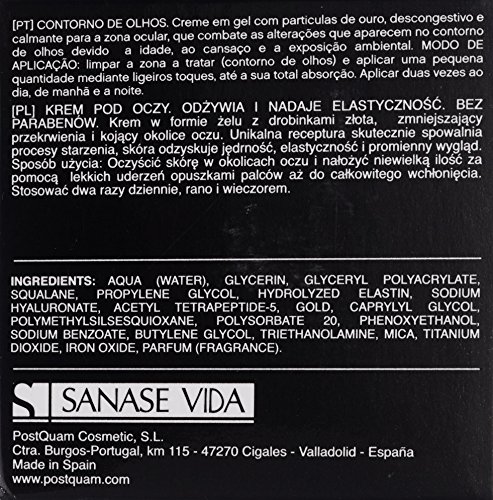 [PT] CONTORNO DE OLHOS. Creme em gel com particulas de ouro, descongestivo e
calmante para a zona ocular, que combate as alterações que aparecem no contorno
de olhos devido a idade, ao cansaço e a exposição ambiental. MODO DE
APLICAÇÃO: limpar a zona a tratar (contorno de olhos) e aplicar uma pequena
quantidade mediante ligeiros toques, até a sua total absorção. Aplicar duas vezes ao
dia, de manhã e a noite.
[PL] KREM POD OCZY. ODŻYWIA I NADAJE ELASTYCZNOŚĆ. BEZ
PARABENÓW. Krem w formie żelu z drobinkami złota, zmniejszający
przekrwienia i kojący okolice oczu. Unikalna receptura skutecznie spowalnia
procesy starzenia, skóra odzyskuje jędrność, elastyczność i promienny wygląd.
Sposób użycia: Oczyścić skórę w okolicach oczu i nałożyć niewielką ilość za
pomocą lekkich uderzeń opuszkami palców aż do całkowitego wchłonięcia.
Stosować dwa razy dziennie, rano i wieczorem.
INGREDIENTS: AQUA (WATER), GLYCERIN, GLYCERYL POLYACRYLATE,
SQUALANE, PROPYLENE GLYCOL, HYDROLYZED ELASTIN, SODIUM
HYALURONATE, ACETYL TETRAPEPTIDE-5, GOLD, CAPRYLYL GLYCOL,
POLYMETHYLSILSESQUIOXANE, POLYSORBATE 20, PHENOXYETHANOL,
SODIUM BENZOATE, BUTYLENE GLYCOL, TRIETHANOLAMINE, MICA, TITANIUM
DIOXIDE, IRON OXIDE, PARFUM (FRAGRANCE).
S SANASE VIDA
PostQuam Cosmetic, S.L.
Ctra. Burgos-Portugal, km 115 - 47270 Cigales - Valladolid - España
Made in Spain
www.postquam.com